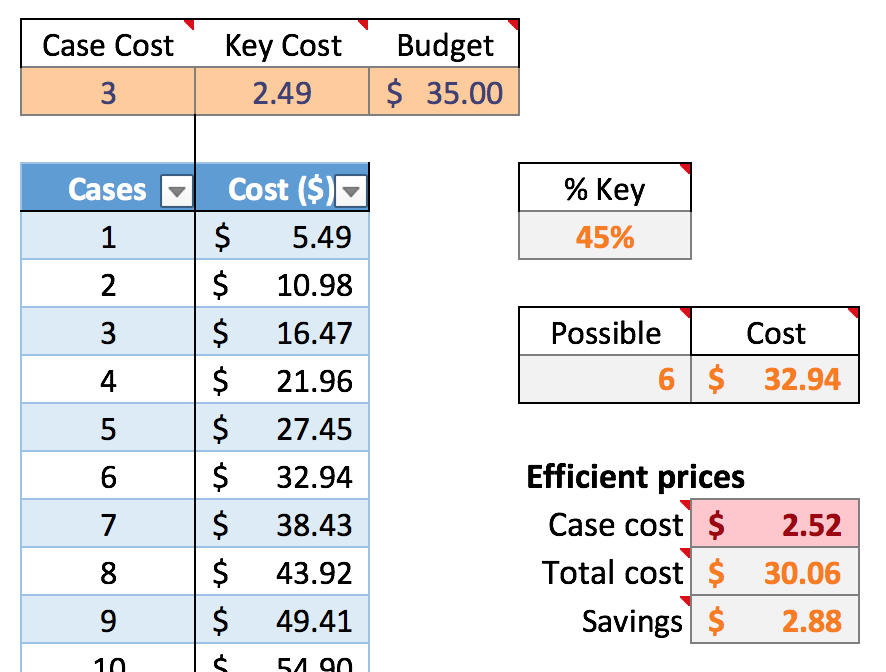 Case Cost Key Cost Budget
3 2.49 $ 35.00
Cases Cost ($) % Key
1 $ 5.49 45%
2 $ 10.98
3 $ 16.47 Possible Cost
4 $ 21.96 6 $ 32.94
5 $ 27.45
6 $ 32.94 Efficient prices
7 $ 38.43 Case cost $ 2.52
8 $ 43.92 Total cost $ 30.06
9 $ 49.41 Savings $ 2.88
10 $ 54.90